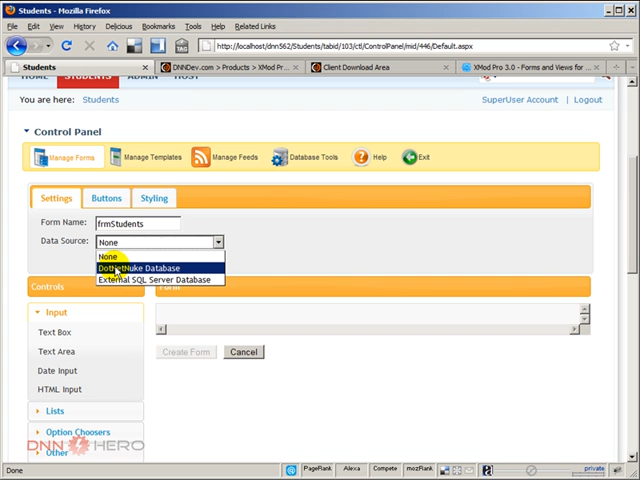 Students - Mozilla Firefox
File Edit View History Delicious Bookmarks Tools Help Related Links
http://localhost/dnn562/Students/tabid/103/ctl/ControlPanel/mid/446/Default.aspx
Students
DNNDev.com > Products > XMod Pr...
Client Download Area
XMod Pro 3.0 - Forms and Views for ...
HOME STUDENTS ADMIN HOST
You are here: Students
SuperUser Account | Logout
Control Panel
Manage Forms Manage Templates Manage Feeds Database Tools Help Exit
Settings Buttons Styling
Form Name: frmStudents
Data Source: None
None
DotNetNuke Database
External SQL Server Database
Controls Form
Input
Text Box
Text Area
Create Form Cancel
Date Input
HTML Input
Lists
Option Choosers
DNN HERO
Other
Done
PageRank Alexa Compete mozRank
private